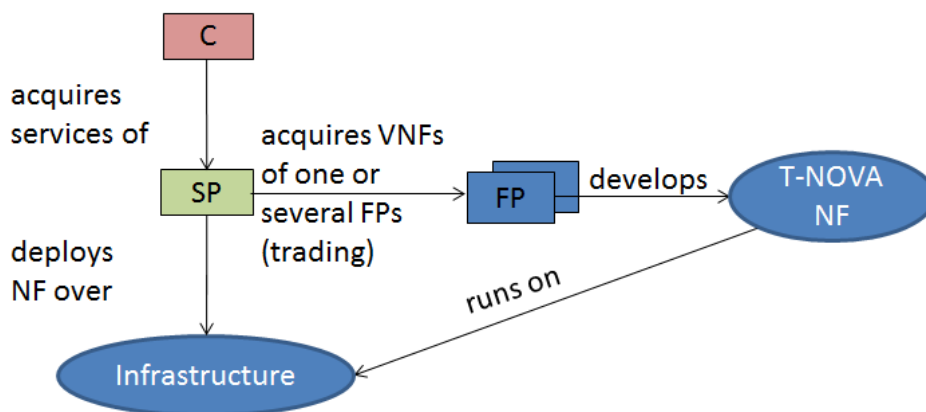 C
acquires
services of
acquires VNFs
of one or
several FPs
(trading)
SP
FP
develops
T-NOVA
NF
deploys
NF over
runs on
Infrastructure